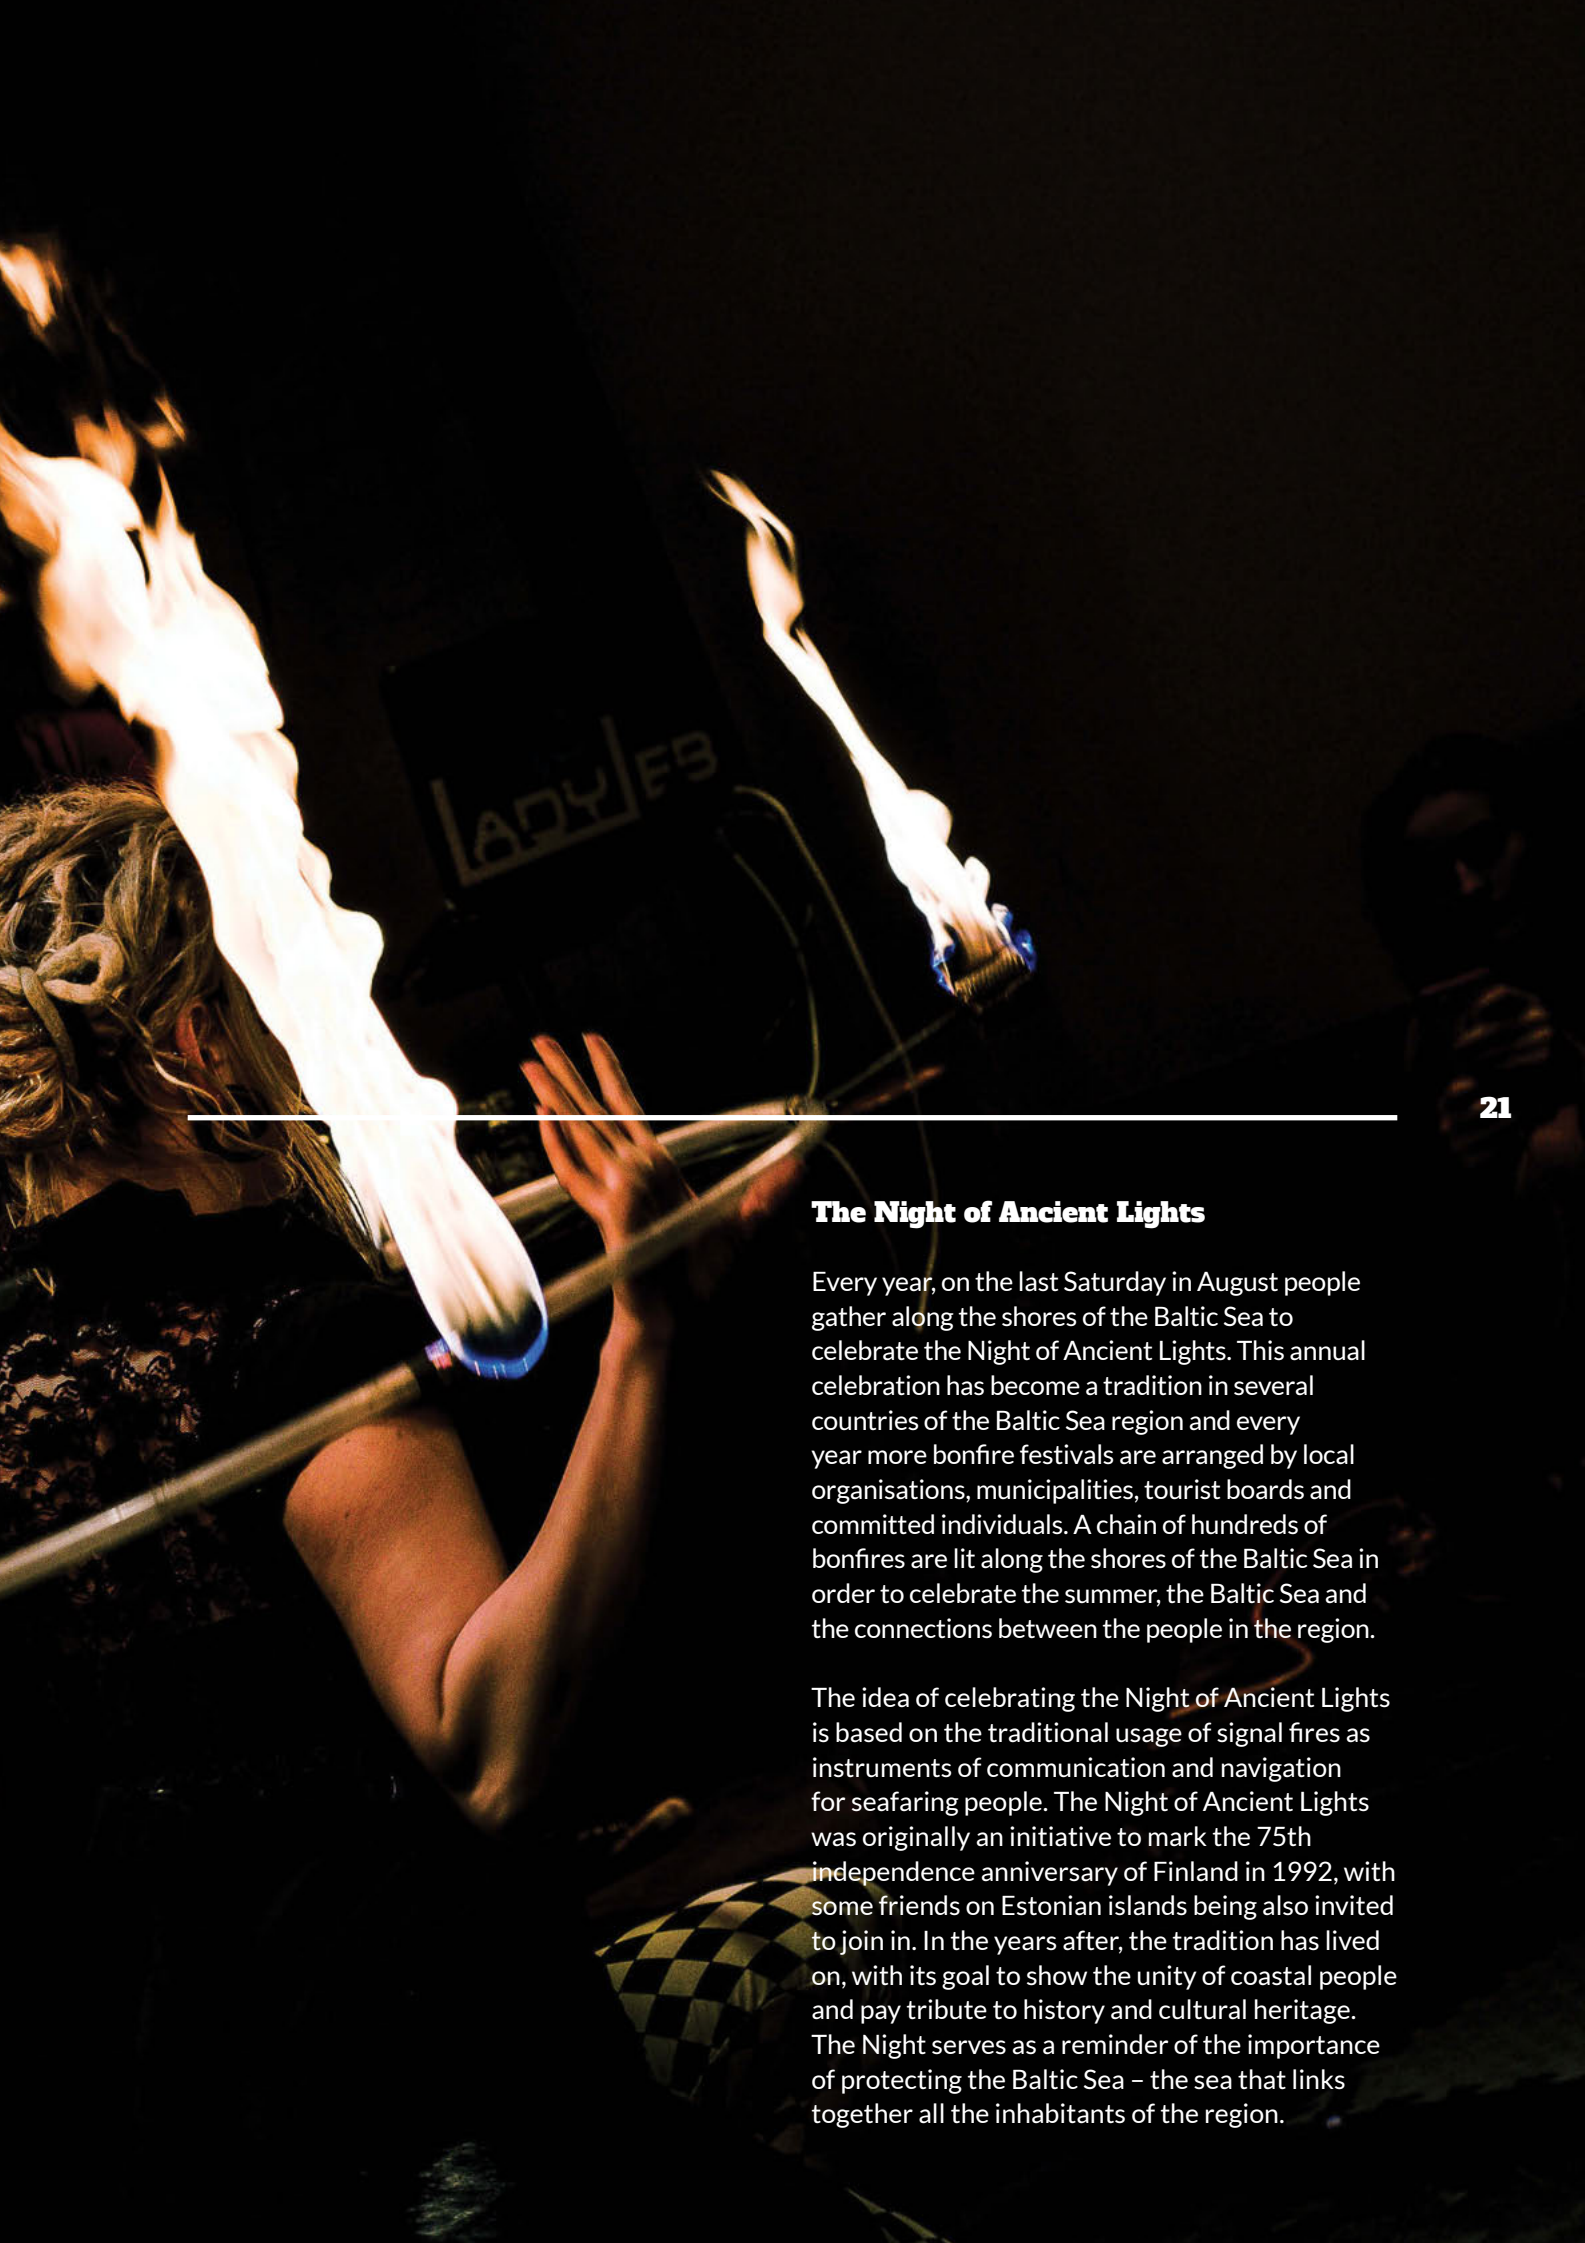 LADYLEB
21
The Night of Ancient Lights
Every year, on the last Saturday in August people
gather along the shores of the Baltic Sea to
celebrate the Night of Ancient Lights. This annual
celebration has become a tradition in several
countries of the Baltic Sea region and every
year more bonfire festivals are arranged by local
organisations, municipalities, tourist boards and
committed individuals. A chain of hundreds of
bonfires are lit along the shores of the Baltic Sea in
order to celebrate the summer, the Baltic Sea and
the connections between the people in the region.
The idea of celebrating the Night of Ancient Lights
is based on the traditional usage of signal fires as
instruments of communication and navigation
for seafaring people. The Night of Ancient Lights
was originally an initiative to mark the 75th
independence anniversary of Finland in 1992, with
some friends on Estonian islands being also invited
to join in. In the years after, the tradition has lived
on, with its goal to show the unity of coastal people
and pay tribute to history and cultural heritage.
The Night serves as a reminder of the importance
of protecting the Baltic Sea – the sea that links
together all the inhabitants of the region.